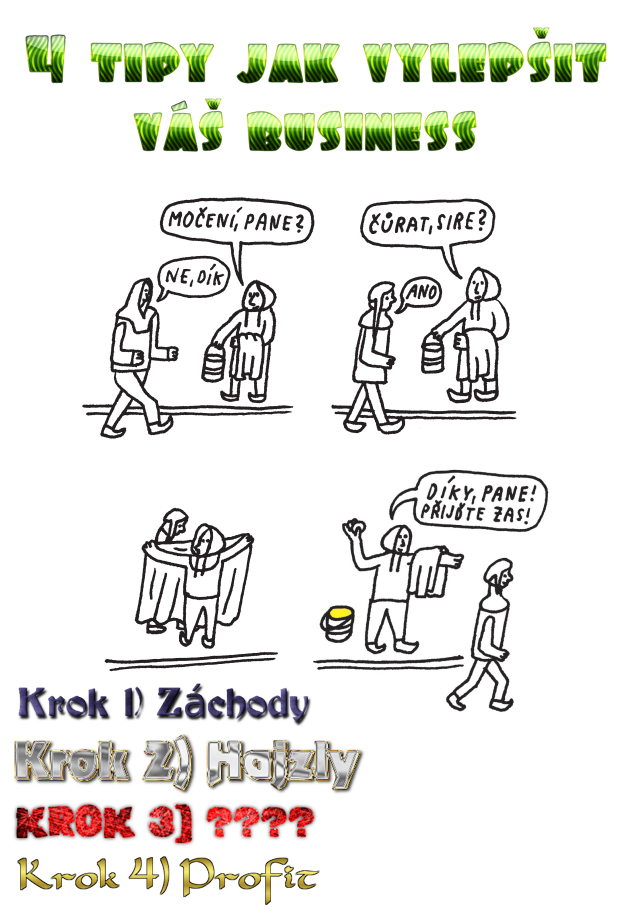 4 TIPY JAK VYLEPŠIT
VÁŠ BUSINESS
MOČENÍ, PANE?
NE, DÍK
ČŮRAT, SIRE?
ANO
DÍKY, PANE!
PŘIJĎTE ZAS!
Krok 1) Záchody
Krok 2) Hajzly
KROK 3] ????
Krok 4) Profit